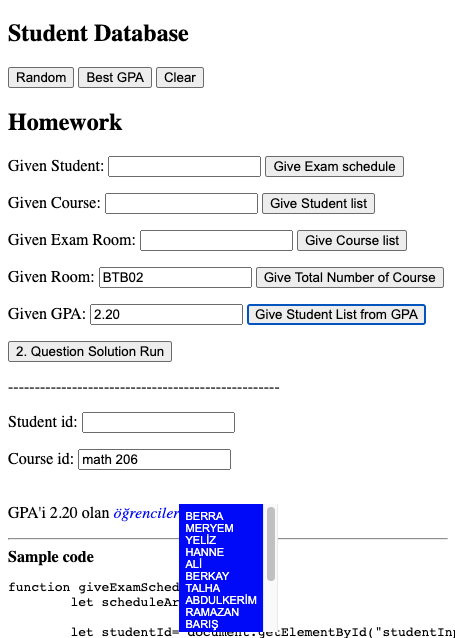 Student Database
Random Best GPA Clear
Homework
Given Student: Give Exam schedule
Given Course: Give Student list
Given Exam Room: Give Course list
Given Room: BTB02 Give Total Number of Course
Given GPA: 2.20 Give Student List from GPA
2. Question Solution Run
---------------------------------------------------
Student id:
Course id: math 206
GPA'i 2.20 olan öğrenciler
BERRA
MERYEM
YELİZ
HANNE
ALİ
BERKAY
TALHA
ABDULKERİM
RAMAZAN
BARIŞ
Sample code
function giveExamSched
let scheduleAr
let studentId= document.getElementById("studentInp